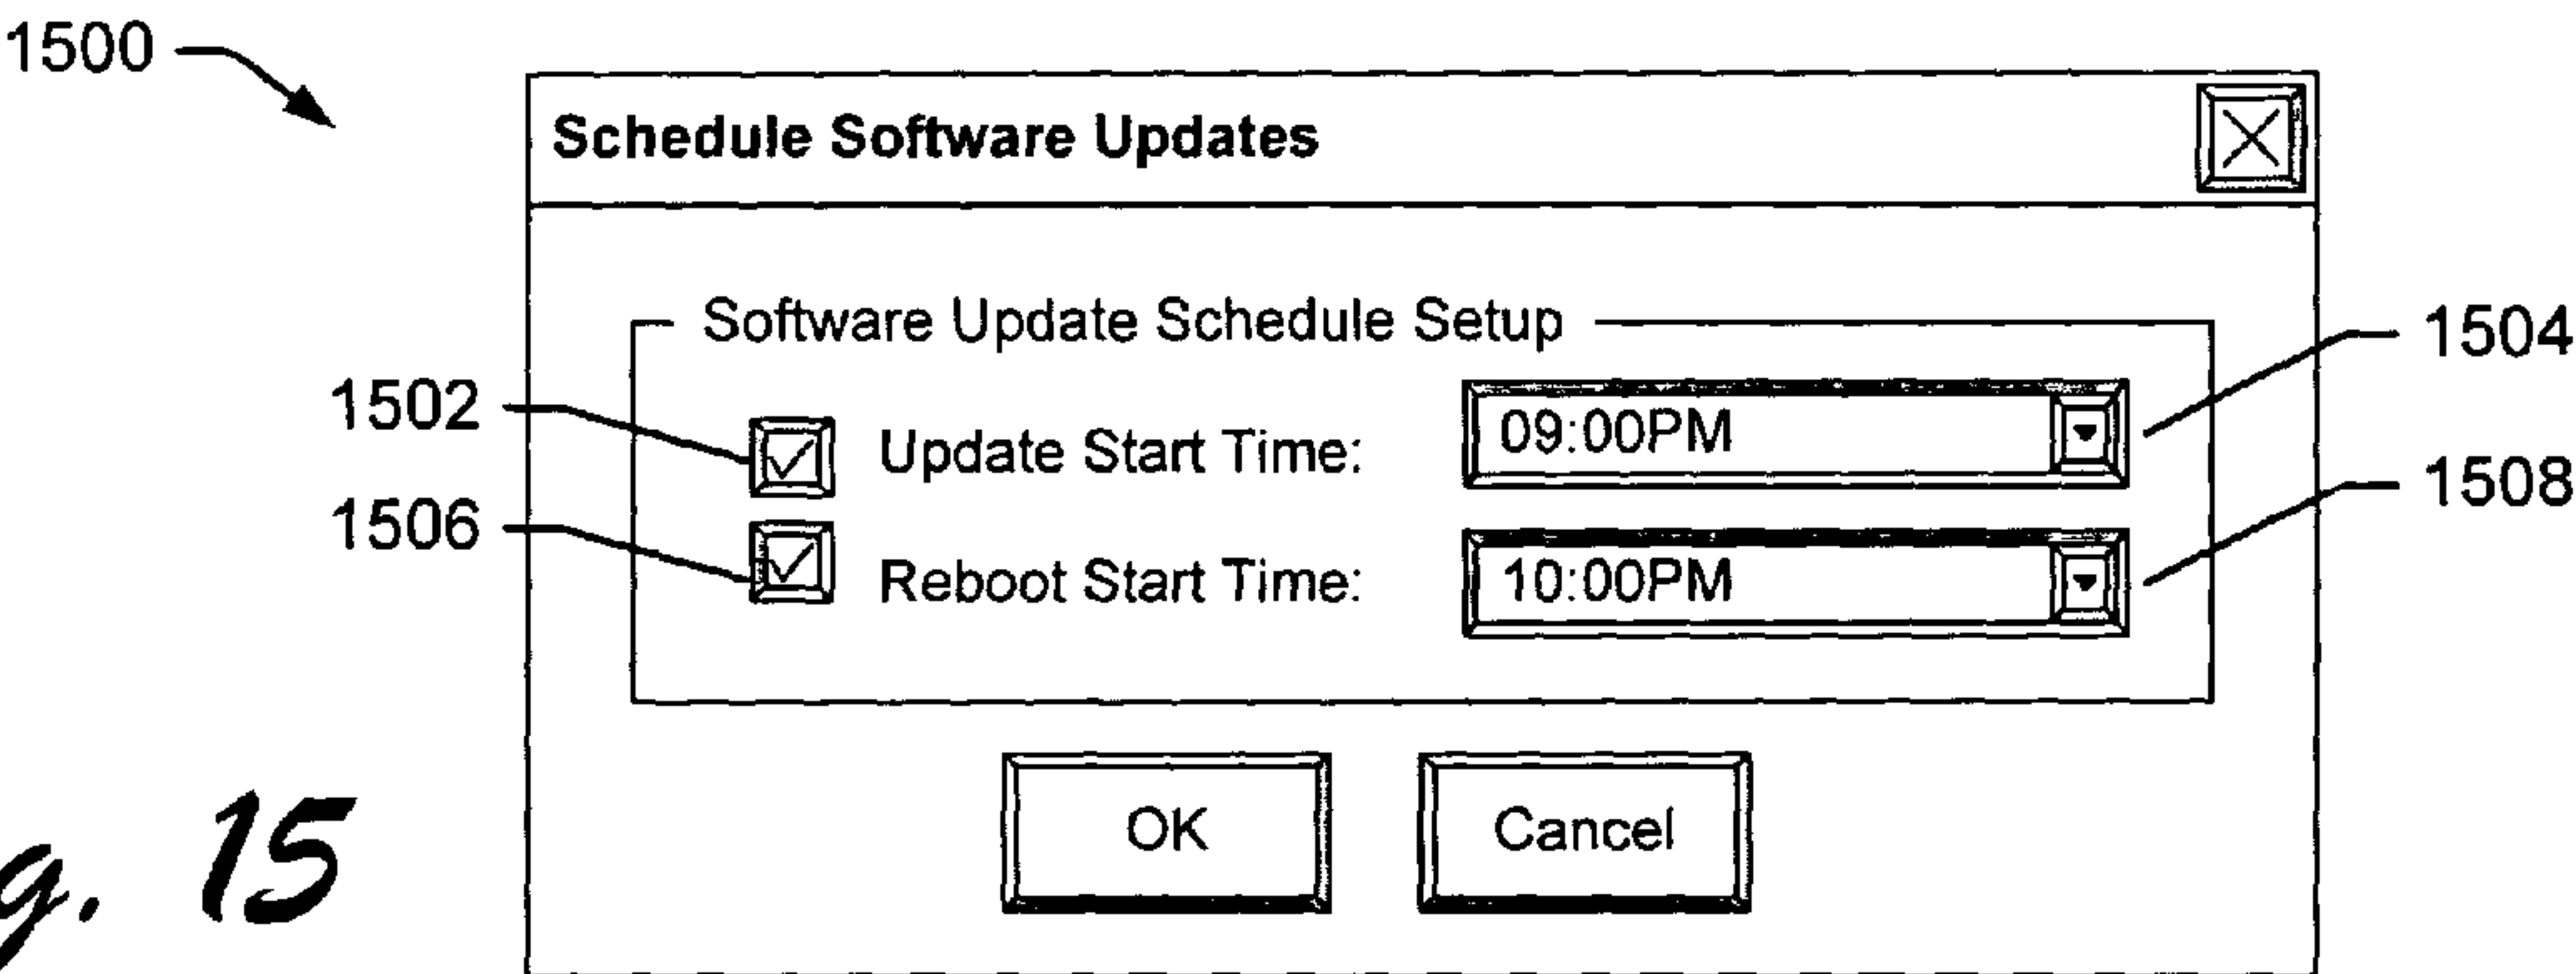 1500
Schedule Software Updates
Software Update Schedule Setup
1504
1502
Update Start Time:
09:00PM
1508
1506
Reboot Start Time:
10:00PM
OK
Cancel
g. 15